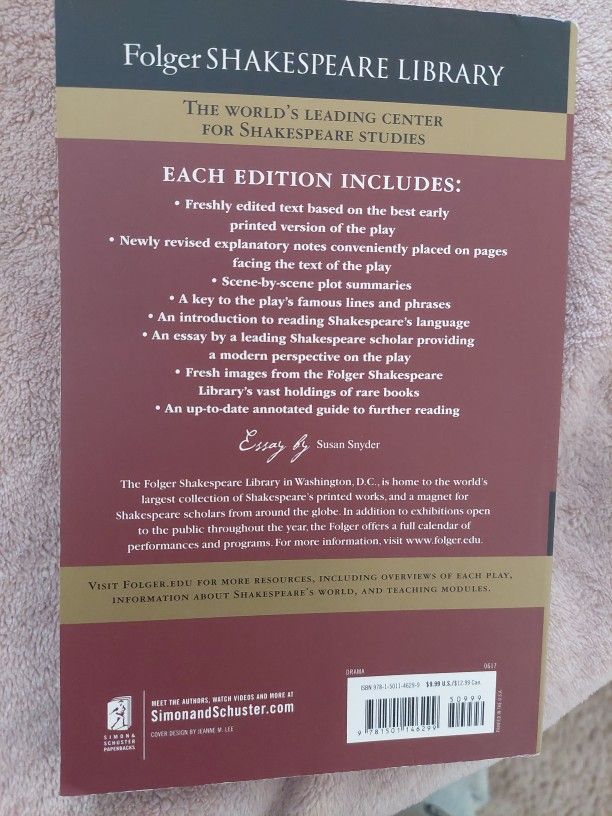 Folger SHAKESPEARE LIBRARY
THE WORLD'S LEADING CENTER
FOR SHAKESPEARE STUDIES
EACH EDITION INCLUDES:
• Freshly edited text based on the best early
printed version of the play
• Newly revised explanatory notes conveniently placed on pages
facing the text of the play
• Scene-by-scene plot summaries
• A key to the play's famous lines and phrases
• An introduction to reading Shakespeare's language
• An essay by a leading Shakespeare scholar providing
a modern perspective on the play
• Fresh images from the Folger Shakespeare
Library's vast holdings of rare books
• An up-to-date annotated guide to further reading
Essay by Susan Snyder
The Folger Shakespeare Library in Washington, D.C., is home to the world's
largest collection of Shakespeare's printed works, and a magnet for
Shakespeare scholars from around the globe. In addition to exhibitions open
to the public throughout the year, the Folger offers a full calendar of
performances and programs. For more information, visit www.folger.edu.
VISIT FOLGER.EDU FOR MORE RESOURCES, INCLUDING OVERVIEWS OF EACH PLAY,
INFORMATION ABOUT SHAKESPEARE'S WORLD, AND TEACHING MODULES.
DRAMA 0617
ISBN 978-1-5011-4629-9 $9.99 U.S./$12.99 Can.
50999
9 781501 146299
PRINTED IN THE U.S.A.
MEET THE AUTHORS, WATCH VIDEOS AND MORE AT
SimonandSchuster.com
COVER DESIGN BY JEANNE M. LEE
SIMON &
SCHUSTER
PAPERBACKS